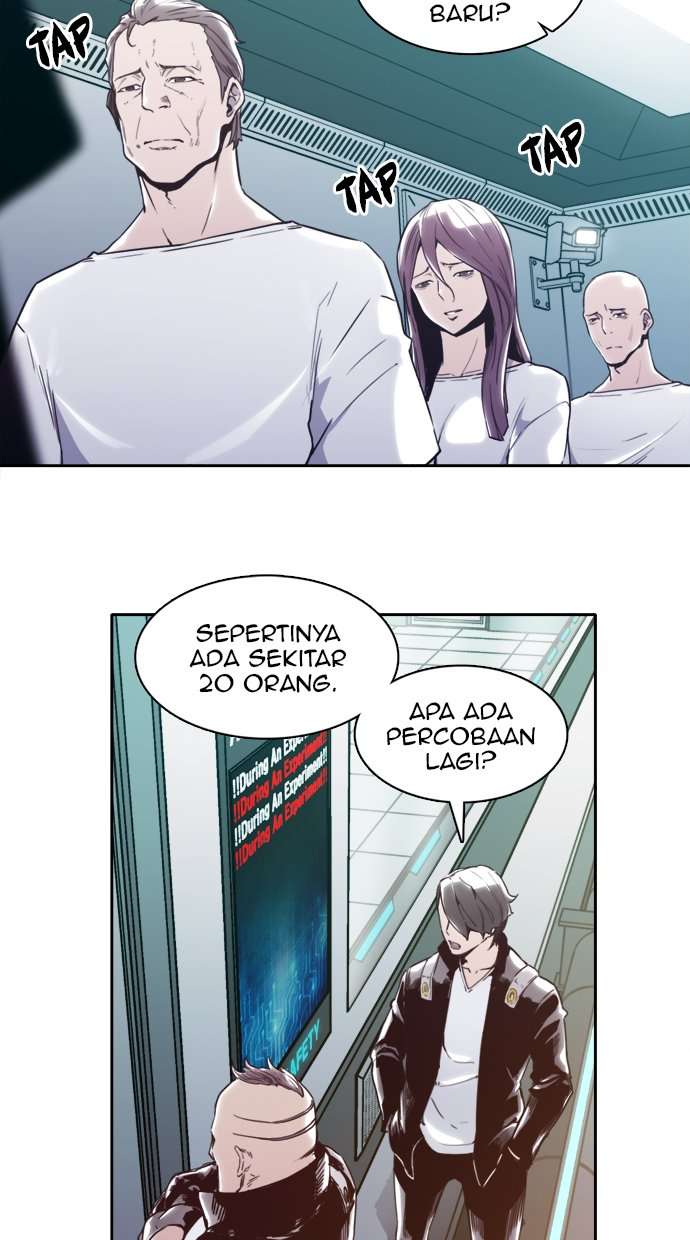 BARU?
TAP
TAP
TAP
SEPERTINYA
ADA SEKITAR
20 ORANG.
APA ADA
PERCOBAAN
LAGI?
!!During An Experiment!!
!!During An Experiment!!
!!During An Experiment!!
!!During An Experiment!!
AFETY